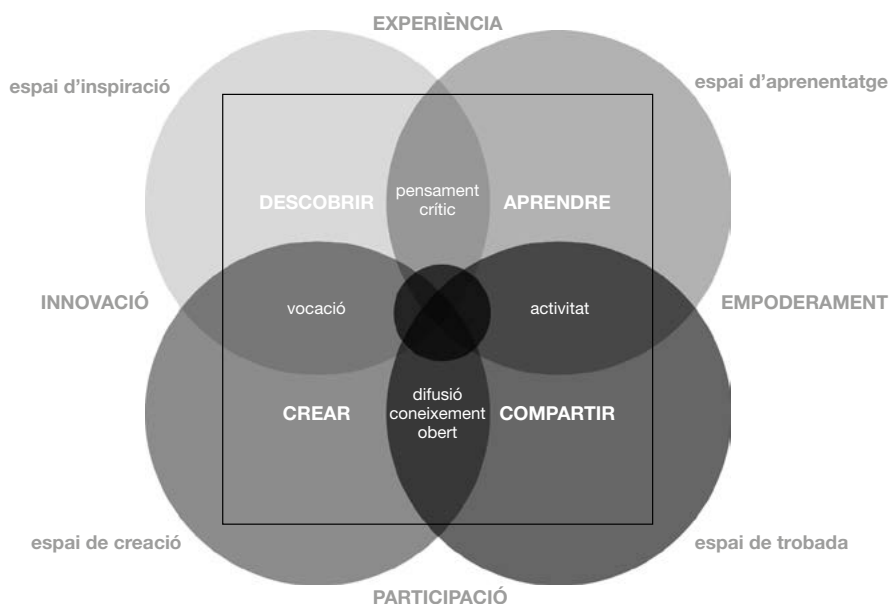 EXPERIÈNCIA
espai d’inspiració
espai d’aprenentatge
DESCOBRIR
pensament
crític
APRENDRE
INNOVACIÓ
vocació
activitat
EMPODERAMENT
CREAR
difusió
coneixement
obert
COMPARTIR
espai de creació
espai de trobada
PARTICIPACIÓ